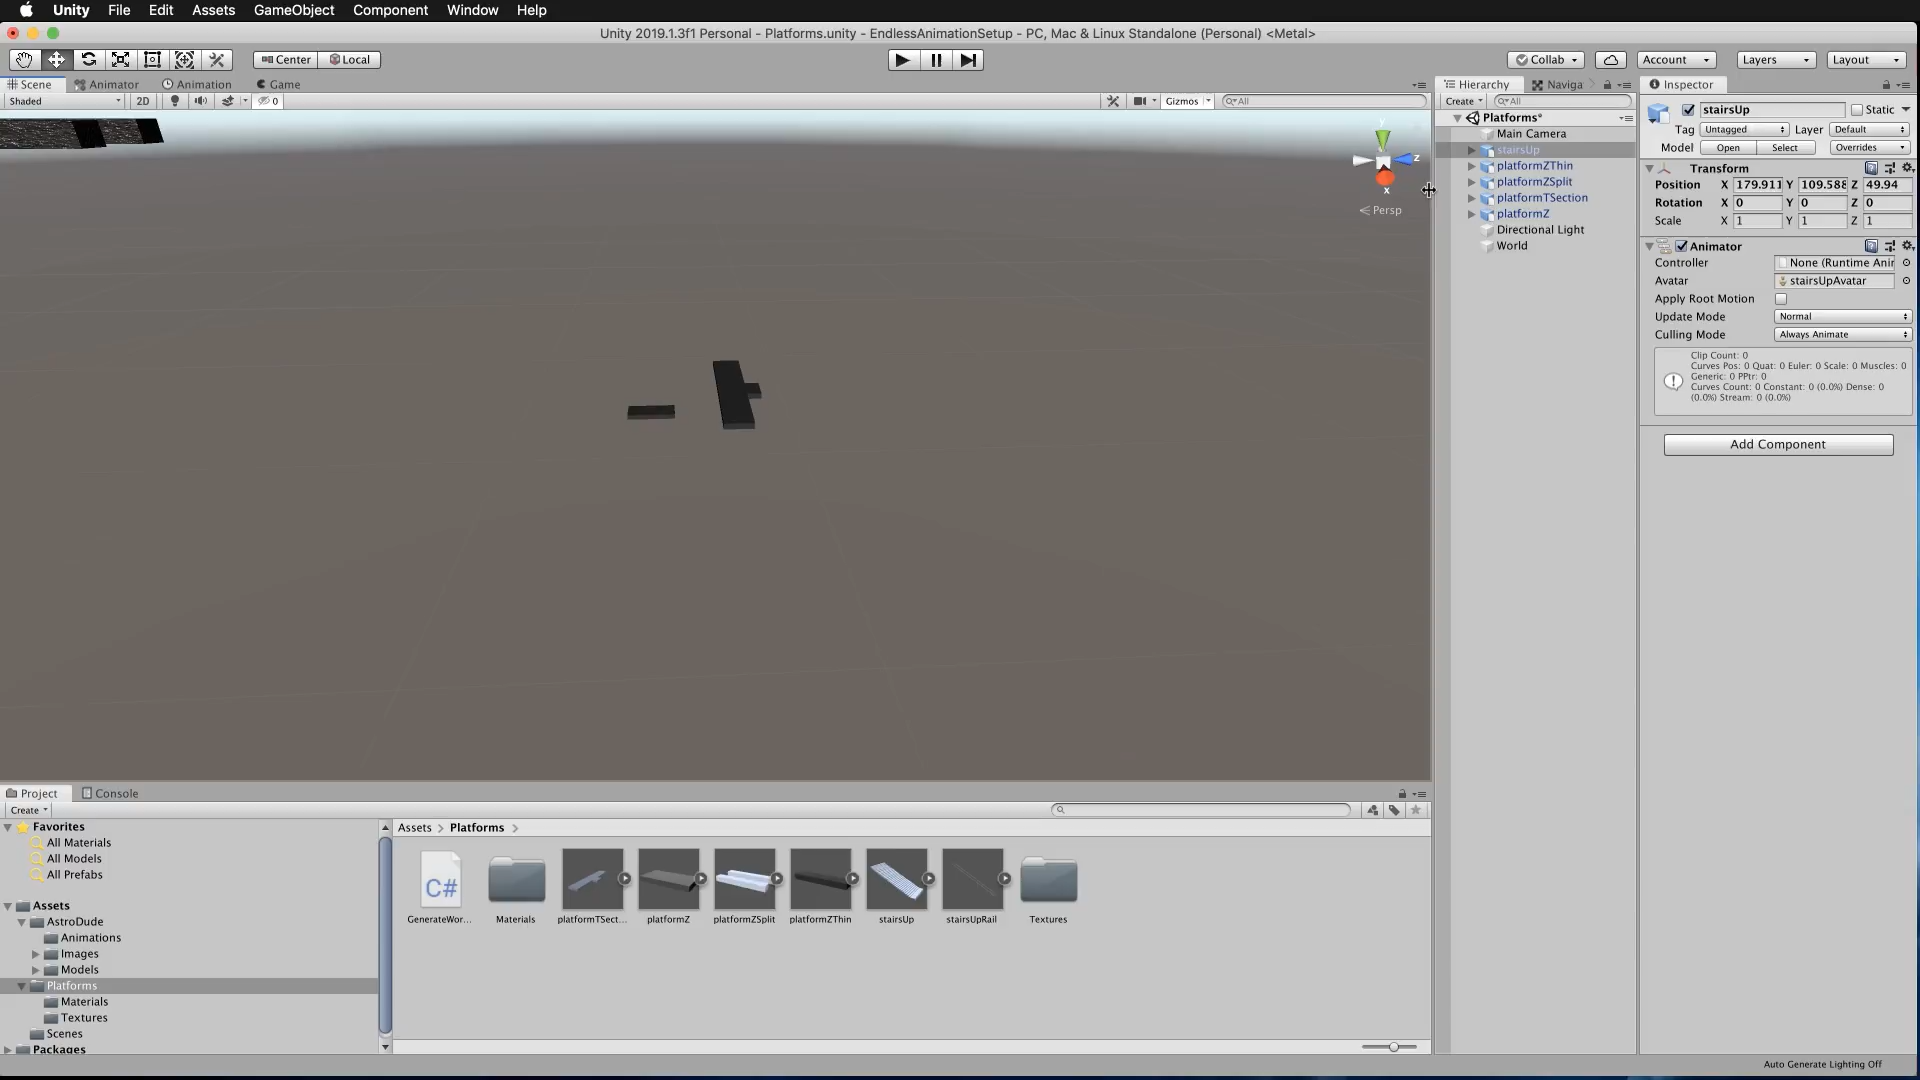 Unity File Edit Assets GameObject Component Window Help
Unity 2019.1.3f1 Personal - Platforms.unity - EndlessAnimationSetup - PC, Mac & Linux Standalone (Personal) <Metal>
Center Local Collab Account Layers Layout
Scene Animator Animation Game
Shaded 2D 0 Gizmos All
Persp
Hierarchy Naviga
Create All
Platforms*
Main Camera
stairsUp
platformZThin
platformZSplit
platformTSection
platformZ
Directional Light
World
Inspector
stairsUp Static
Tag Untagged Layer Default
Model Open Select Overrides
Transform
Position X 179.911 Y 109.588 Z 49.94
Rotation X 0 Y 0 Z 0
Scale X 1 Y 1 Z 1
Animator
Controller None (Runtime Anir
Avatar stairsUpAvatar
Apply Root Motion
Update Mode Normal
Culling Mode Always Animate
Clip Count: 0
Curves Pos: 0 Quat: 0 Euler: 0 Scale: 0 Muscles: 0
Generic: 0 PPtr: 0
Curves Count: 0 Constant: 0 (0.0%) Dense: 0
(0.0%) Stream: 0 (0.0%)
Add Component
Project Console
Create
Favorites
All Materials
All Models
All Prefabs
Assets
AstroDude
Animations
Images
Models
Platforms
Materials
Textures
Scenes
Packages
Assets Platforms
C#
GenerateWor... Materials platformTSect... platformZ platformZSplit platformZThin stairsUp stairsUpRail Textures
Auto Generate Lighting Off